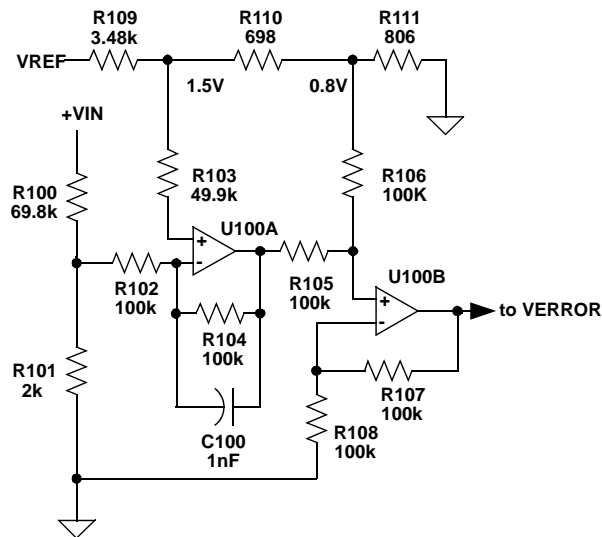 R109
3.48k
R110
698
R111
806
VREF
1.5V
0.8V
+VIN
R100
69.8k
R103
49.9k
R106
100K
U100A
+
-
R102
100k
R105
100k
U100B
+
-
to VERROR
R104
100k
R101
2k
R107
100k
C100
1nF
R108
100k